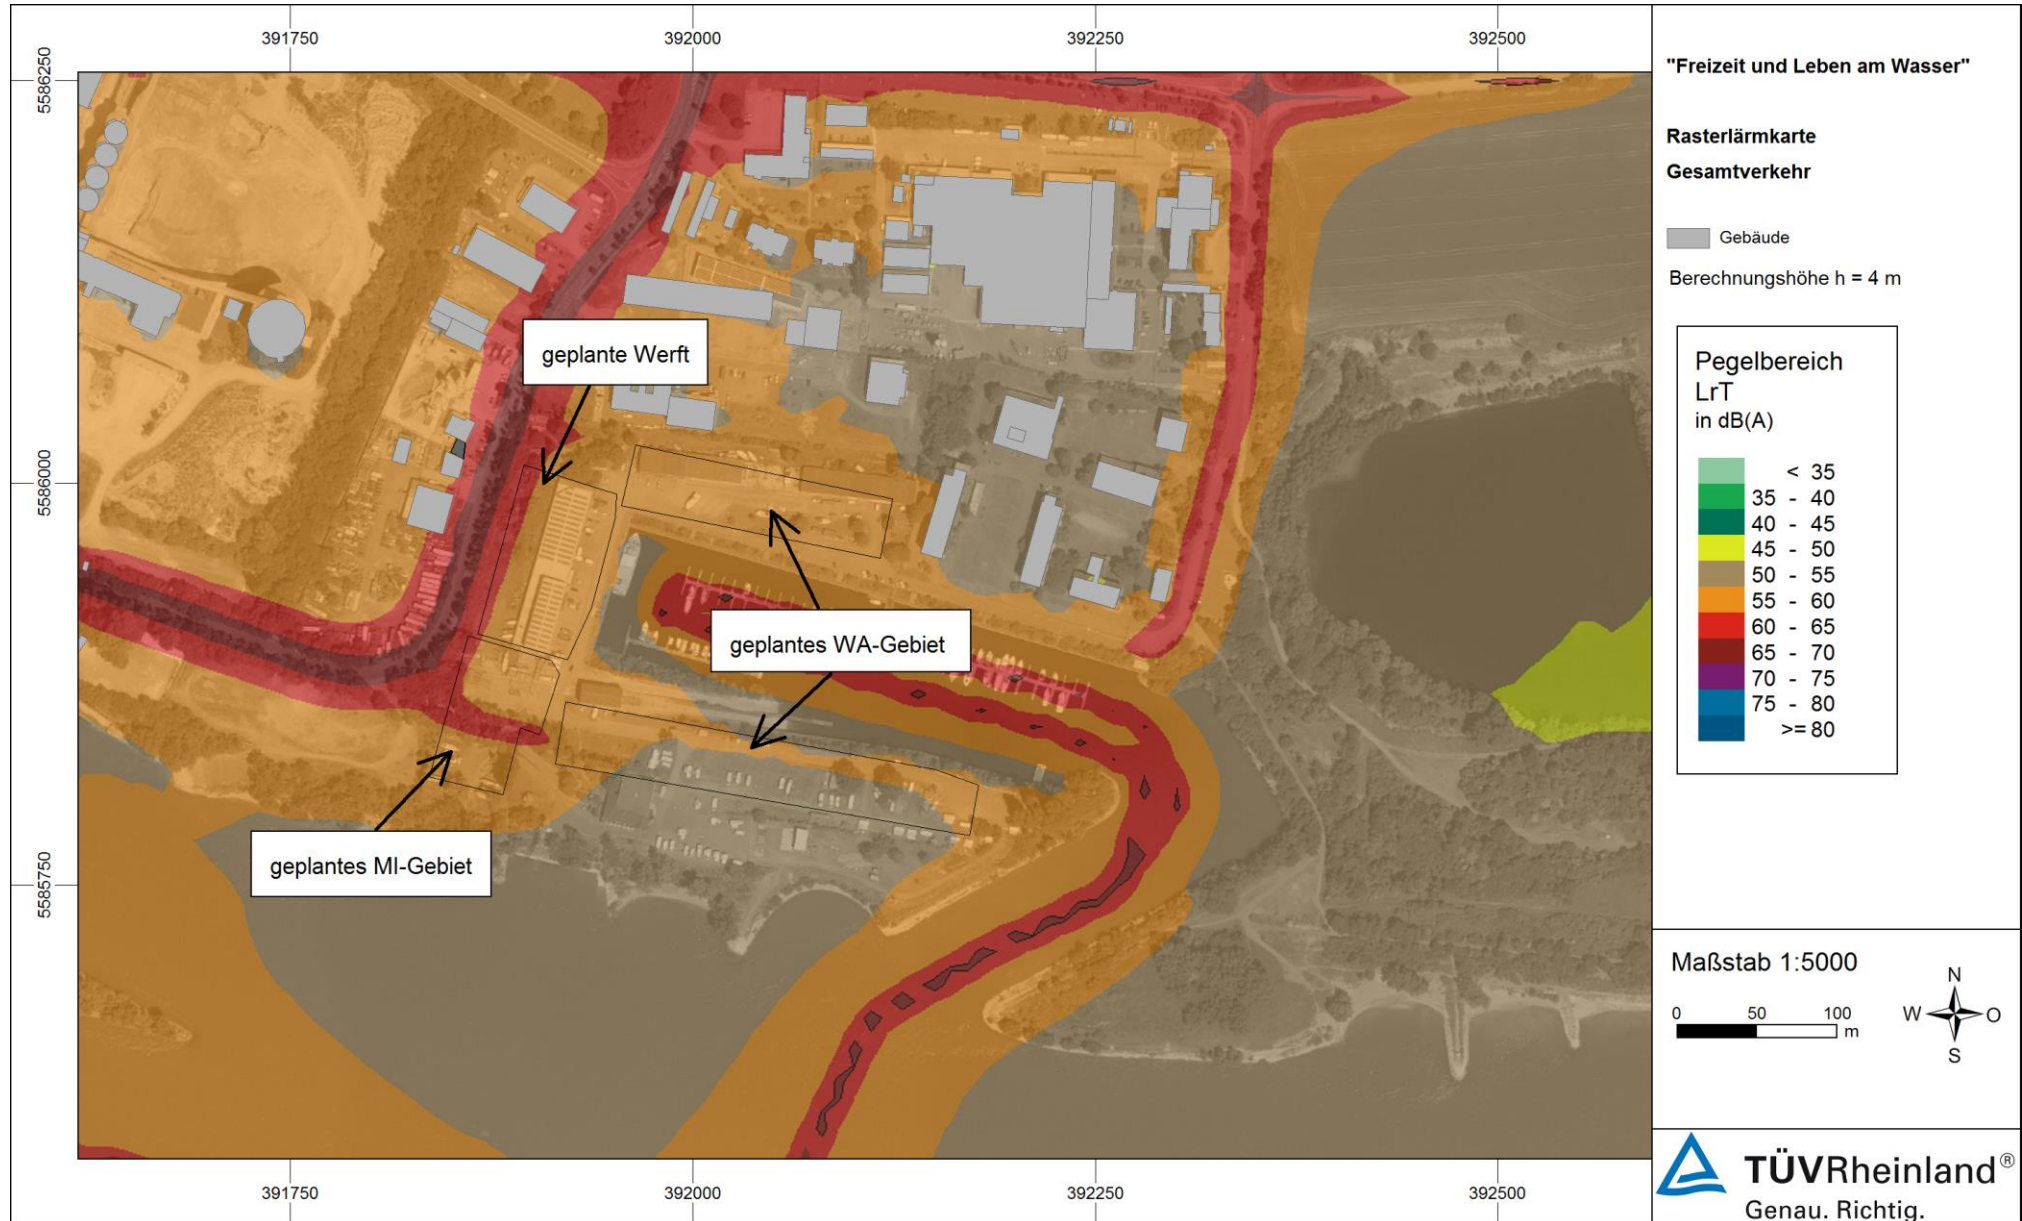 391750 392000 392250 392500
5586250
5586000
5585750
geplante Werft
geplantes WA-Gebiet
geplantes MI-Gebiet
391750 392000 392250 392500
"Freizeit und Leben am Wasser"
Rasterlärmkarte
Gesamtverkehr
Gebäude
Berechnungshöhe h = 4 m
Pegelbereich
LrT
in dB(A)
< 35
35 - 40
40 - 45
45 - 50
50 - 55
55 - 60
60 - 65
65 - 70
70 - 75
75 - 80
>= 80
Maßstab 1:5000
0 50 100
m
N
W O
S
TÜVRheinland®
Genau. Richtig.